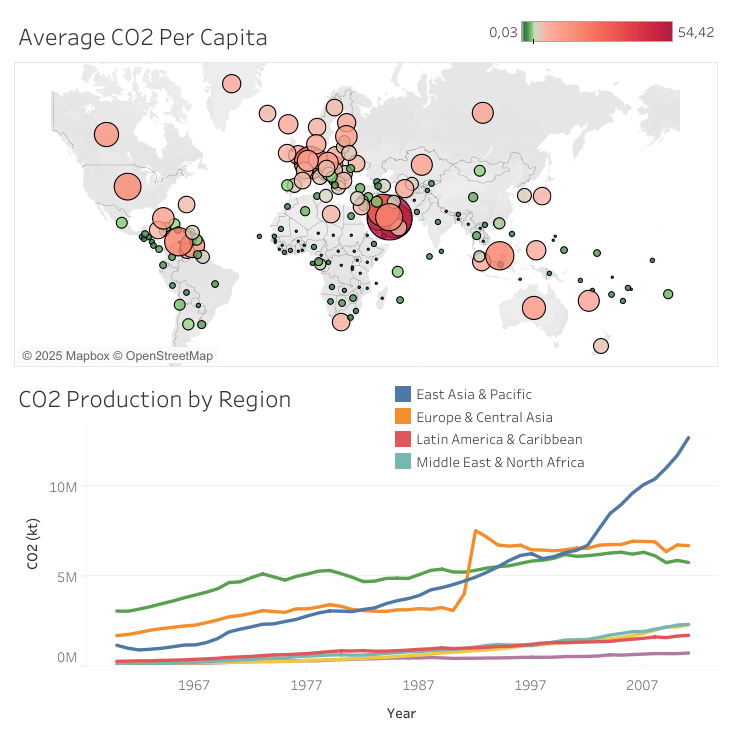 Average CO2 Per Capita
0,03 54,42
© 2025 Mapbox © OpenStreetMap
CO2 Production by Region
East Asia & Pacific
Europe & Central Asia
Latin America & Caribbean
Middle East & North Africa
10M
5M
0M
CO2 (kt)
1967 1977 1987 1997 2007
Year